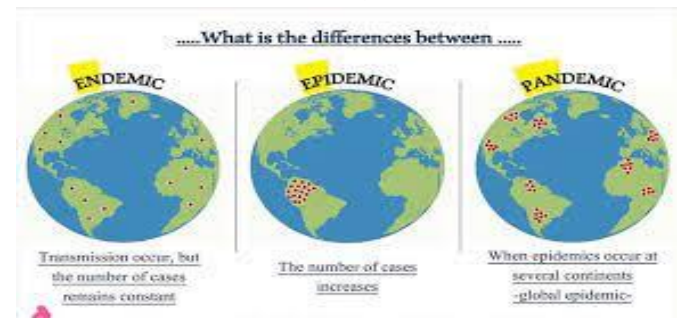 .....What is the differences between .....
ENDEMIC
Transmission occur, but
the number of cases
remains constant
EPIDEMIC
The number of cases
increases
PANDEMIC
When epidemics occur at
several continents
-global epidemic-